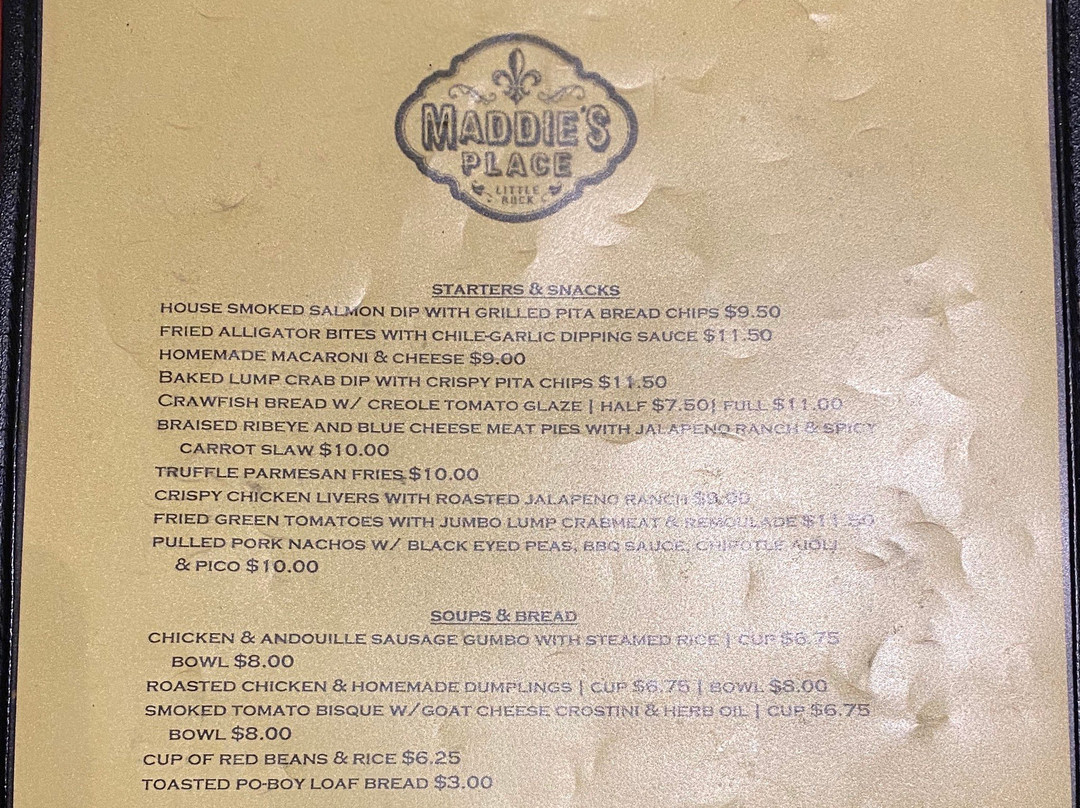 MADDIE'S
PLACE
LITTLE
ROCK
STARTERS & SNACKS
HOUSE SMOKED SALMON DIP WITH GRILLED PITA BREAD CHIPS $9.50
FRIED ALLIGATOR BITES WITH CHILE-GARLIC DIPPING SAUCE $11.50
HOMEMADE MACARONI & CHEESE $9.00
BAKED LUMP CRAB DIP WITH CRISPY PITA CHIPS $11.50
CRAWFISH BREAD W/ CREOLE TOMATO GLAZE | HALF $7.50| FULL $11.00
BRAISED RIBEYE AND BLUE CHEESE MEAT PIES WITH JALAPENO RANCH & SPICY
CARROT SLAW $10.00
TRUFFLE PARMESAN FRIES $10.00
CRISPY CHICKEN LIVERS WITH ROASTED JALAPENO RANCH $9.00
FRIED GREEN TOMATOES WITH JUMBO LUMP CRABMEAT & REMOULADE $11.50
PULLED PORK NACHOS W/ BLACK EYED PEAS, BBQ SAUCE, CHIPOTLE AIOLI
& PICO $10.00
SOUPS & BREAD
CHICKEN & ANDOUILLE SAUSAGE GUMBO WITH STEAMED RICE | CUP $6.75
BOWL $8.00
ROASTED CHICKEN & HOMEMADE DUMPLINGS | CUP $6.75 | BOWL $8.00
SMOKED TOMATO BISQUE W/GOAT CHEESE CROSTINI & HERB OIL | CUP $6.75
BOWL $8.00
CUP OF RED BEANS & RICE $6.25
TOASTED PO-BOY LOAF BREAD $3.00